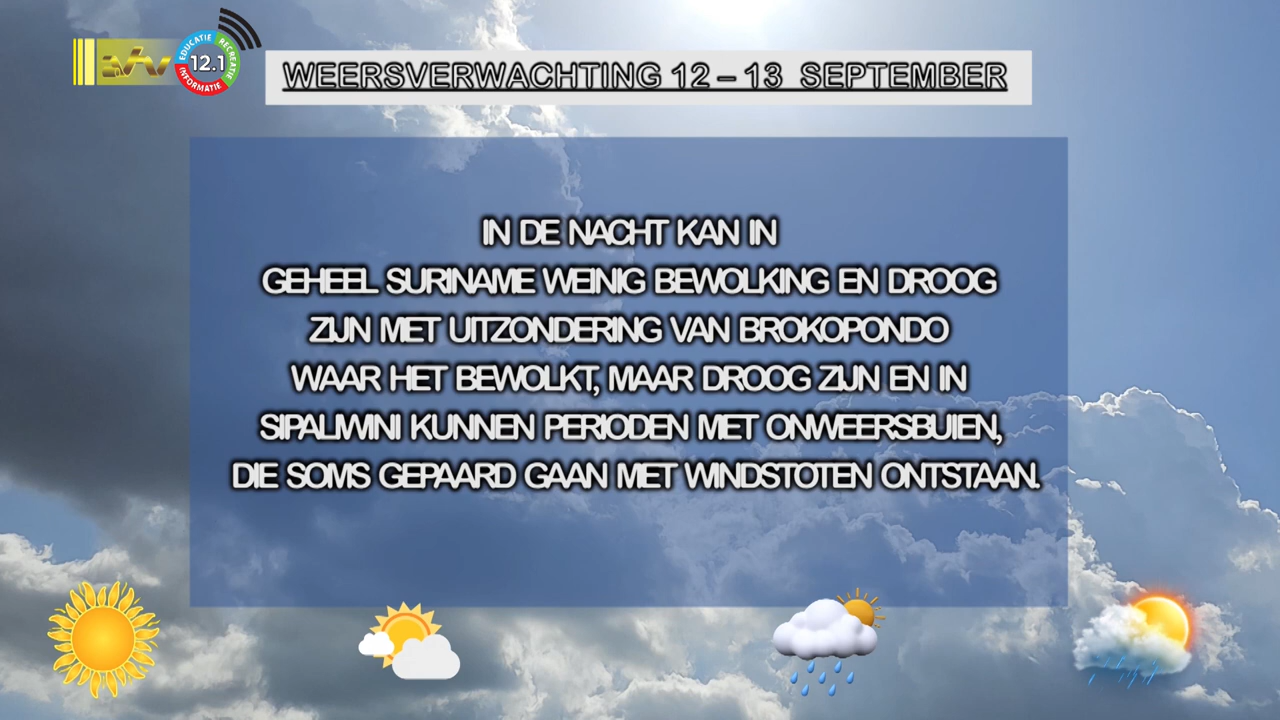 EDUCATIE
RECREATIE
INFORMATIE
12.1
WEERSVERWACHTING 12 – 13 SEPTEMBER
IN DE NACHT KAN IN
GEHEEL SURINAME WEINIG BEWOLKING EN DROOG
ZIJN MET UITZONDERING VAN BROKOPONDO
WAAR HET BEWOLKT, MAAR DROOG ZIJN EN IN
SIPALIWINI KUNNEN PERIODEN MET ONWEERSBUIEN,
DIE SOMS GEPAARD GAAN MET WINDSTOTEN ONTSTAAN.